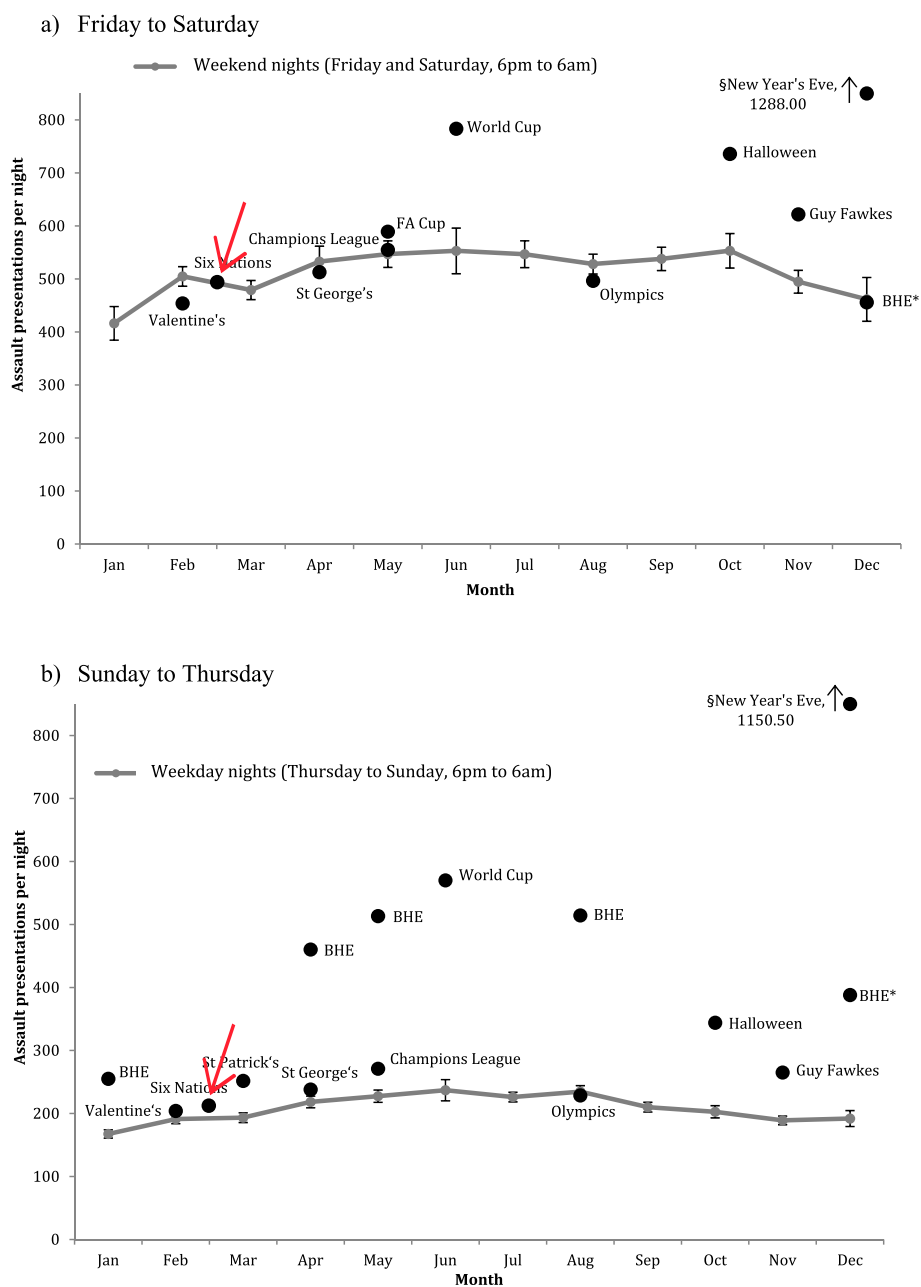 a) Friday to Saturday
Weekend nights (Friday and Saturday, 6pm to 6am)
§New Year's Eve,
1288.00
800
700
600
500
400
300
200
100
0
Assault presentations per night
World Cup
Halloween
Guy Fawkes
FA Cup
Champions League
Six Nations
St George's
Valentine's
Olympics
BHE*
Jan Feb Mar Apr May Jun Jul Aug Sep Oct Nov Dec
Month
b) Sunday to Thursday
§New Year's Eve,
1150.50
Weekday nights (Thursday to Sunday, 6pm to 6am)
800
700
600
500
400
300
200
100
0
Assault presentations per night
World Cup
BHE
BHE
BHE
BHE*
Halloween
Guy Fawkes
Champions League
BHE
St Patrick‘s
St George‘s
Six Nations
Valentine‘s
Olympics
Jan Feb Mar Apr May Jun Jul Aug Sep Oct Nov Dec
Month